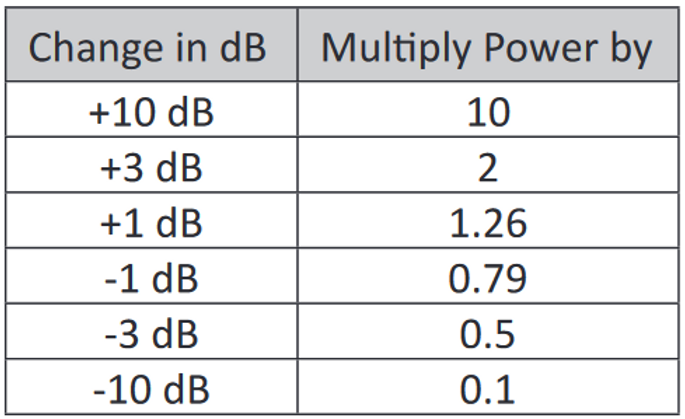 Change in dB Multiply Power by
+10 dB 10
+3 dB 2
+1 dB 1.26
-1 dB 0.79
-3 dB 0.5
-10 dB 0.1